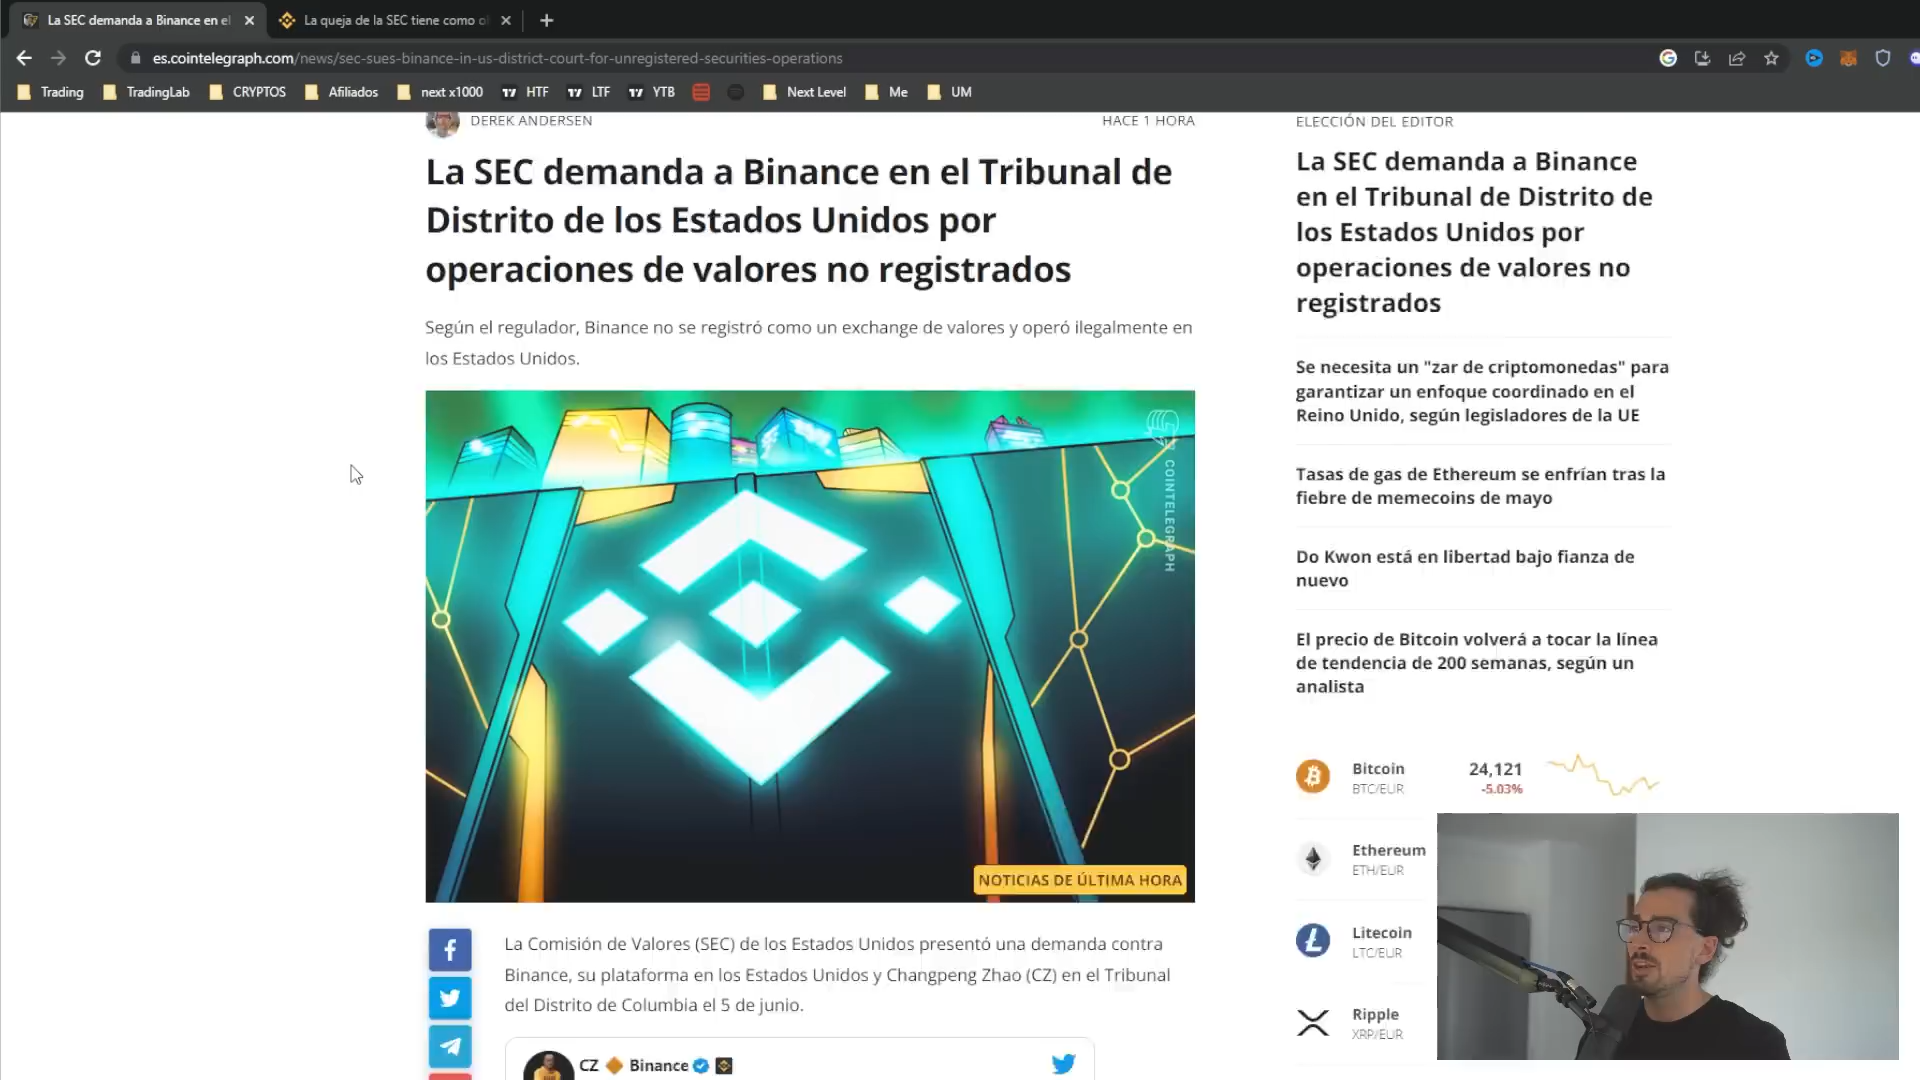 La SEC demanda a Binance en el
La queja de la SEC tiene como o
es.cointelegraph.com/news/sec-sues-binance-in-us-district-court-for-unregistered-securities-operations
Trading TradingLab CRYPTOS Afiliados next x1000 HTF LTF YTB Next Level Me UM
DEREK ANDERSEN HACE 1 HORA
La SEC demanda a Binance en el Tribunal de
Distrito de los Estados Unidos por
operaciones de valores no registrados
Según el regulador, Binance no se registró como un exchange de valores y operó ilegalmente en
los Estados Unidos.
COINTELEGRAPH
NOTICIAS DE ÚLTIMA HORA
La Comisión de Valores (SEC) de los Estados Unidos presentó una demanda contra
Binance, su plataforma en los Estados Unidos y Changpeng Zhao (CZ) en el Tribunal
del Distrito de Columbia el 5 de junio.
CZ Binance
ELECCIÓN DEL EDITOR
La SEC demanda a Binance
en el Tribunal de Distrito de
los Estados Unidos por
operaciones de valores no
registrados
Se necesita un "zar de criptomonedas" para
garantizar un enfoque coordinado en el
Reino Unido, según legisladores de la UE
Tasas de gas de Ethereum se enfrían tras la
fiebre de memecoins de mayo
Do Kwon está en libertad bajo fianza de
nuevo
El precio de Bitcoin volverá a tocar la línea
de tendencia de 200 semanas, según un
analista
Bitcoin 24,121
BTC/EUR -5.03%
Ethereum
ETH/EUR
Litecoin
LTC/EUR
Ripple
XRP/EUR